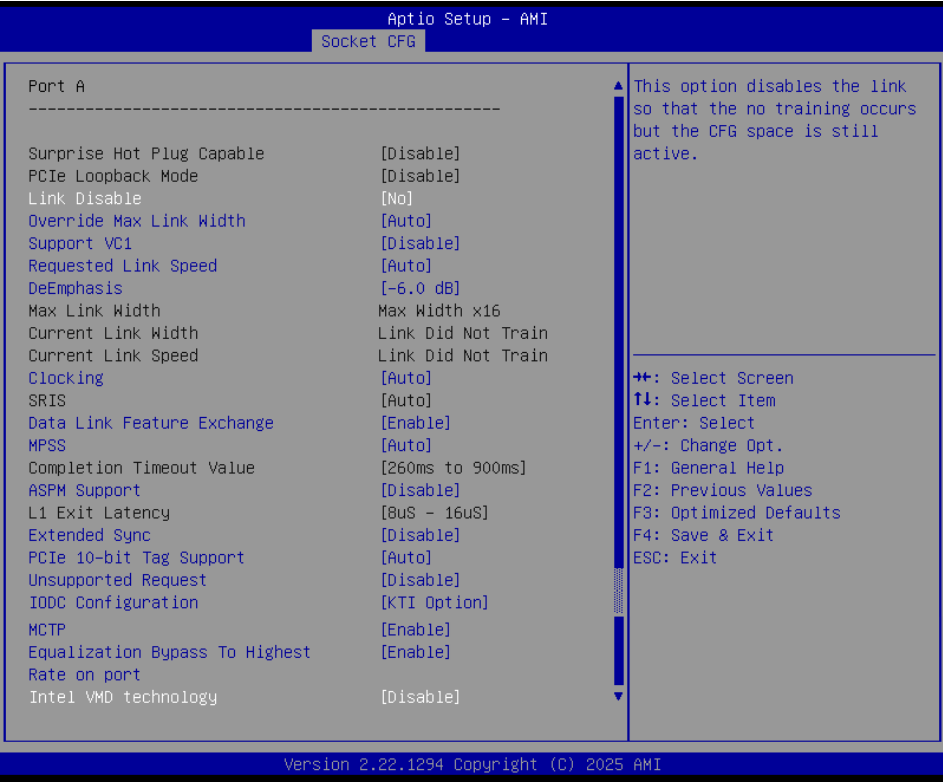 Aptio Setup – AMI
Socket CFG
Port A
--------------------------------------------------
Surprise Hot Plug Capable [Disable]
PCIe Loopback Mode [Disable]
Link Disable [No]
Override Max Link Width [Auto]
Support VC1 [Disable]
Requested Link Speed [Auto]
DeEmphasis [-6.0 dB]
Max Link Width Max Width x16
Current Link Width Link Did Not Train
Current Link Speed Link Did Not Train
Clocking [Auto]
SRIS [Auto]
Data Link Feature Exchange [Enable]
MPSS [Auto]
Completion Timeout Value [260ms to 900ms]
ASPM Support [Disable]
L1 Exit Latency [8uS - 16uS]
Extended Sync [Disable]
PCIe 10-bit Tag Support [Auto]
Unsupported Request [Disable]
IODC Configuration [KTI Option]
MCTP [Enable]
Equalization Bypass To Highest [Enable]
Rate on port
Intel VMD technology [Disable]
This option disables the link
so that the no training occurs
but the CFG space is still
active.
→←: Select Screen
↑↓: Select Item
Enter: Select
+/-: Change Opt.
F1: General Help
F2: Previous Values
F3: Optimized Defaults
F4: Save & Exit
ESC: Exit
Version 2.22.1294 Copyright (C) 2025 AMI